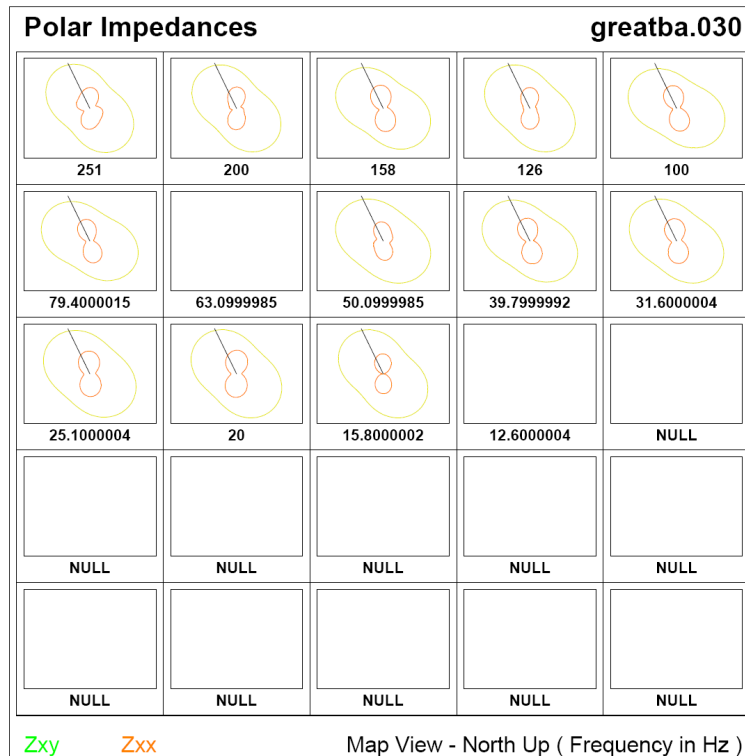 Polar Impedances greatba.030
251 200 158 126 100
79.4000015 63.0999985 50.0999985 39.7999992 31.6000004
25.1000004 20 15.8000002 12.6000004 NULL
NULL NULL NULL NULL NULL
NULL NULL NULL NULL NULL
Zxy Zxx Map View - North Up ( Frequency in Hz )